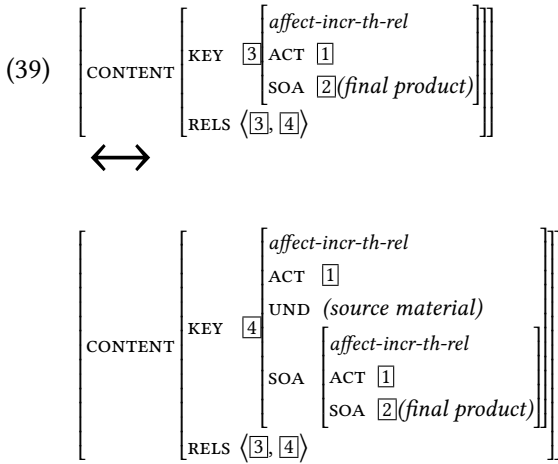 affect-incr-th-rel
(39) CONTENT KEY 3 ACT 1
SOA 2(final product)
RELS ⟨3, 4⟩
↔
affect-incr-th-rel
ACT 1
UND (source material)
CONTENT KEY 4 affect-incr-th-rel
SOA ACT 1
SOA 2(final product)
RELS ⟨3, 4⟩